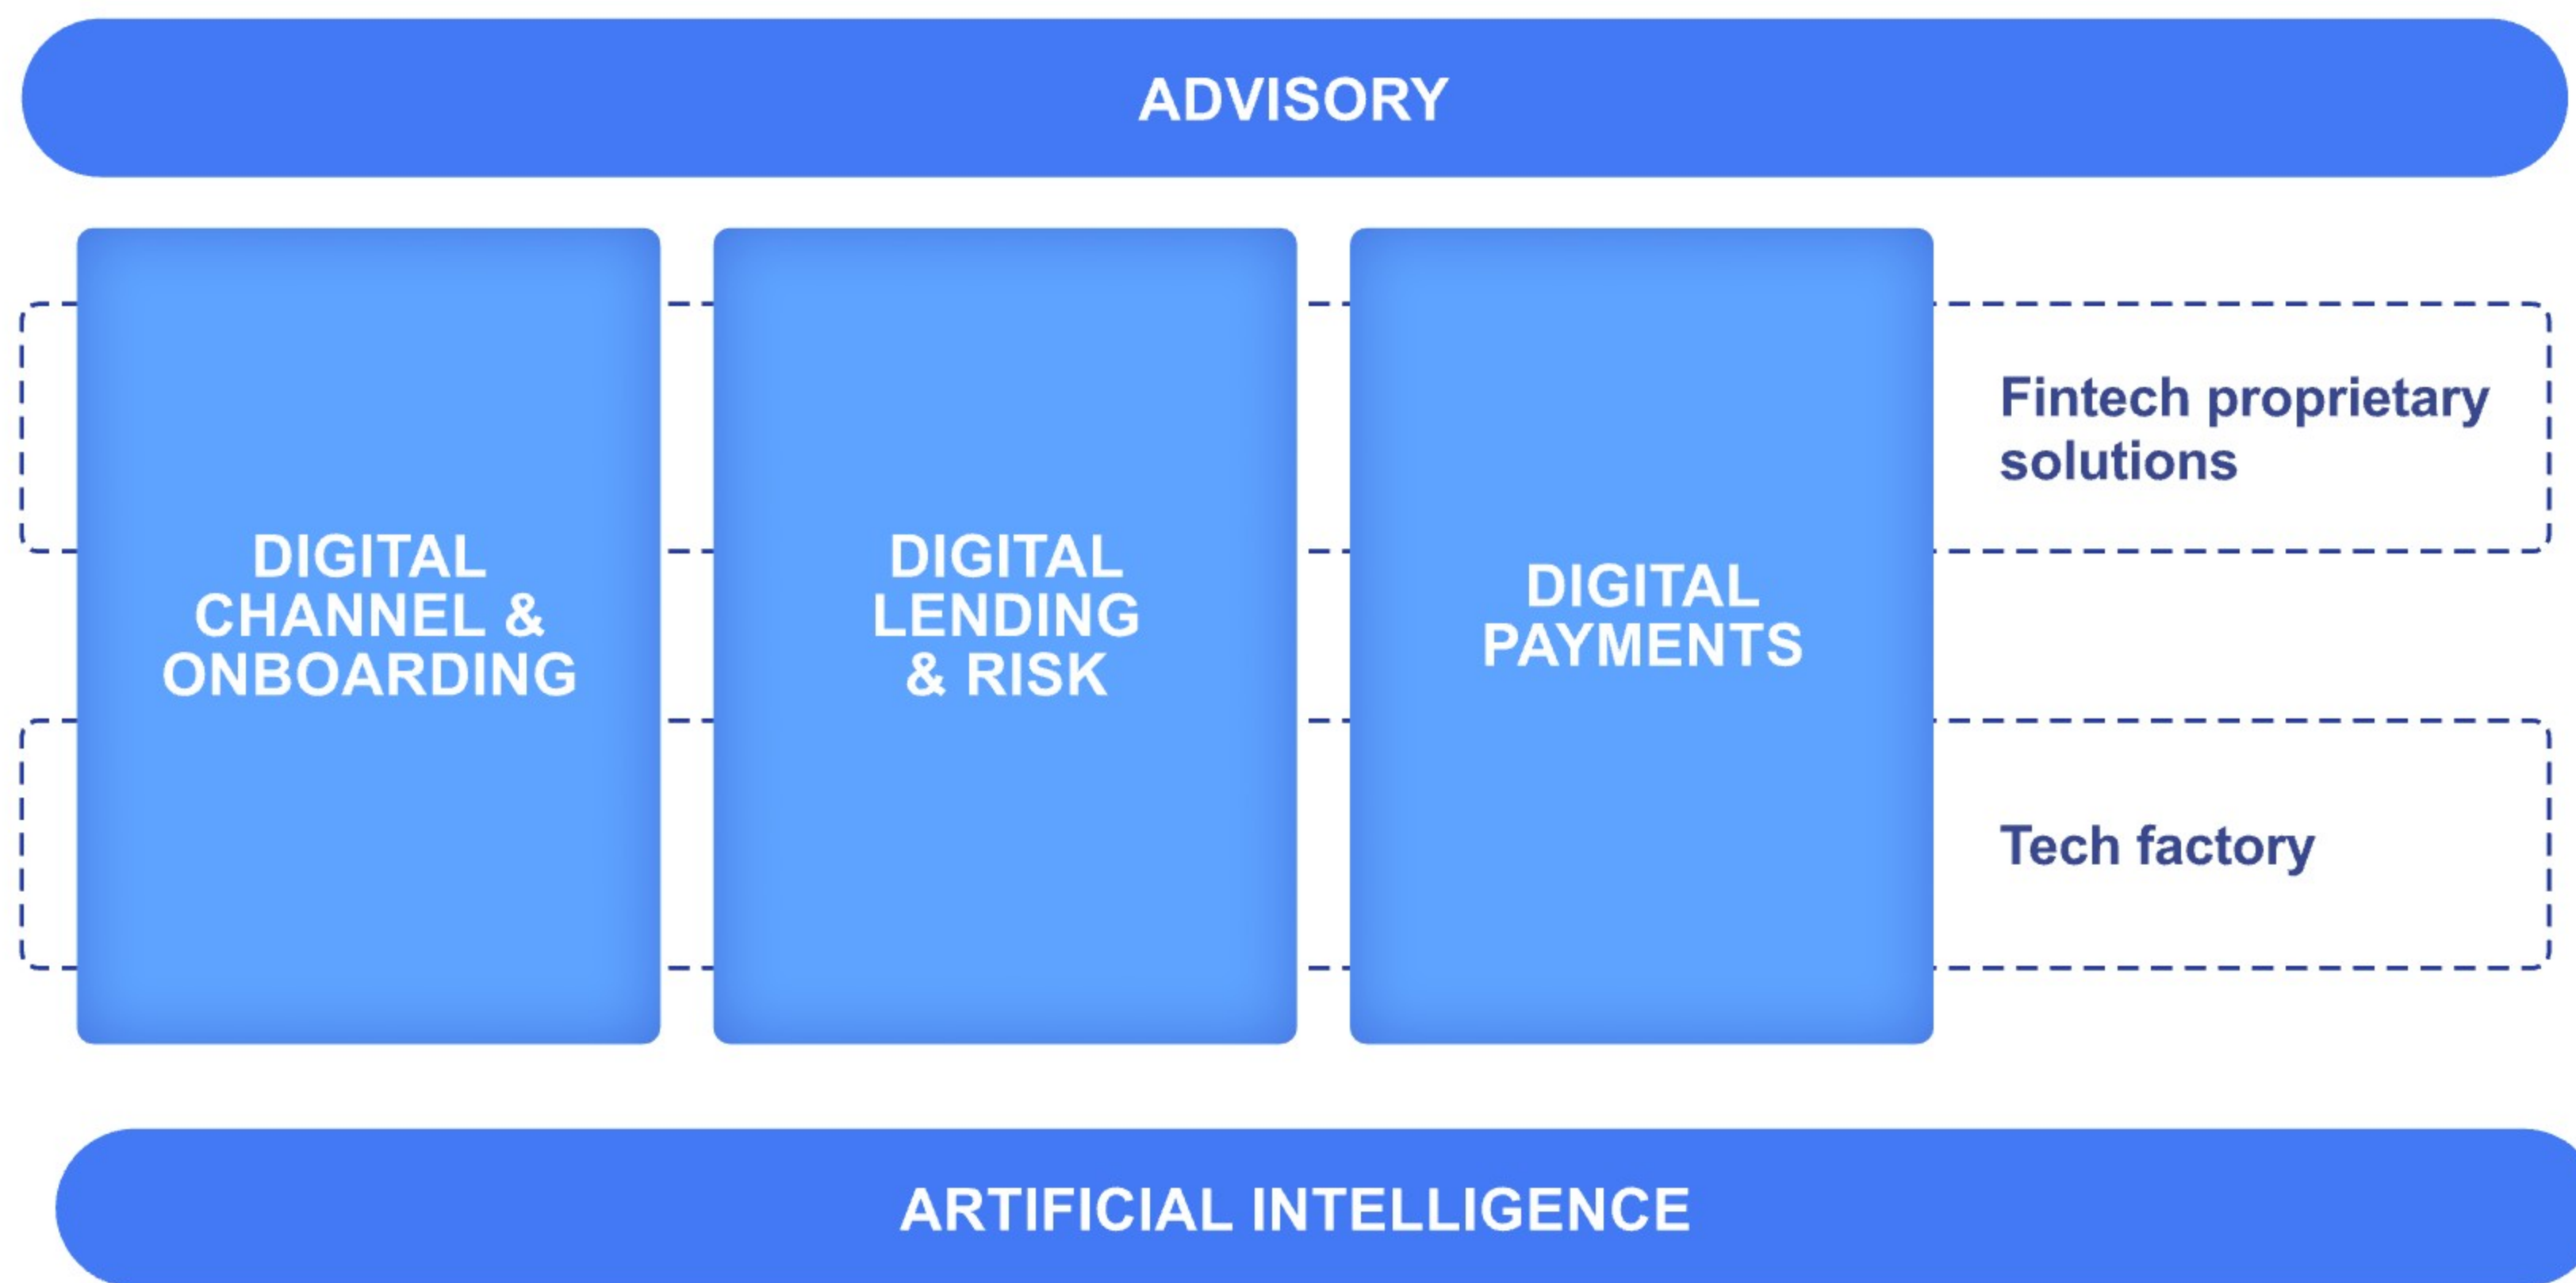 ADVISORY
DIGITAL
CHANNEL &
ONBOARDING
DIGITAL
LENDING
& RISK
DIGITAL
PAYMENTS
Fintech proprietary
solutions
Tech factory
ARTIFICIAL INTELLIGENCE